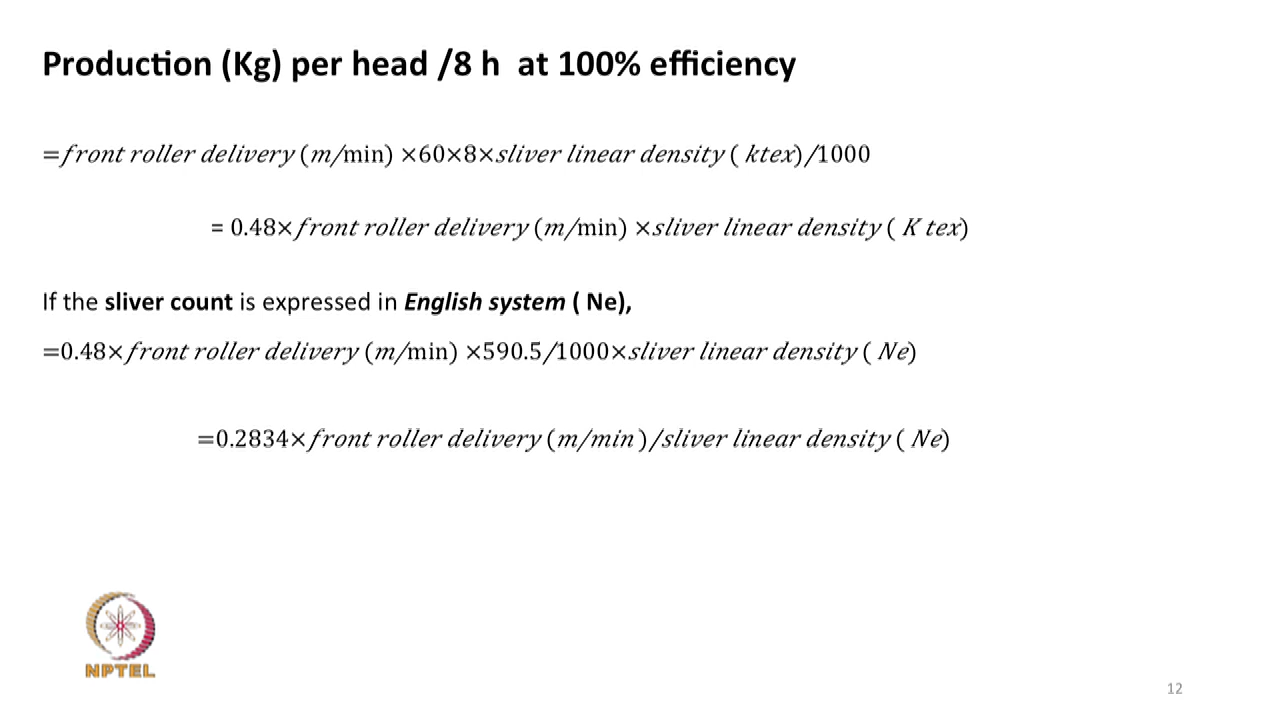 Production (Kg) per head /8 h at 100% efficiency
=front roller delivery (m/min) ×60×8×sliver linear density ( ktex)/1000
= 0.48×front roller delivery (m/min) ×sliver linear density ( K tex)
If the sliver count is expressed in English system ( Ne),
=0.48×front roller delivery (m/min) ×590.5/1000×sliver linear density ( Ne)
=0.2834×front roller delivery (m/min )/sliver linear density ( Ne)
NPTEL
12